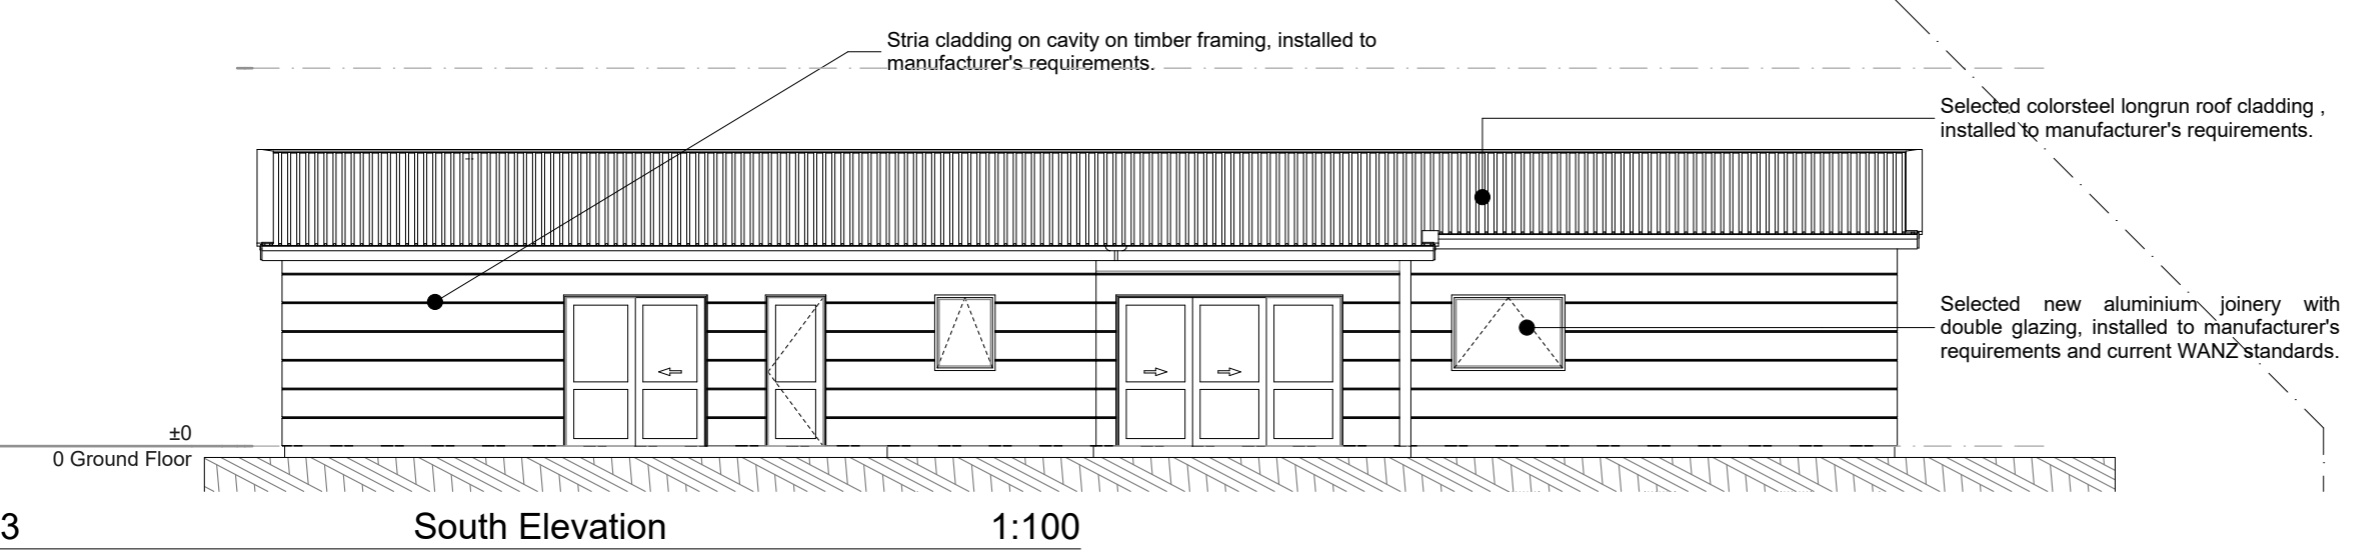 Stria cladding on cavity on timber framing, installed to
manufacturer's requirements.
Selected colorsteel longrun roof cladding ,
installed to manufacturer's requirements.
Selected new aluminium joinery with
double glazing, installed to manufacturer's
requirements and current WANZ standards.
±0
0 Ground Floor
3 South Elevation 1:100